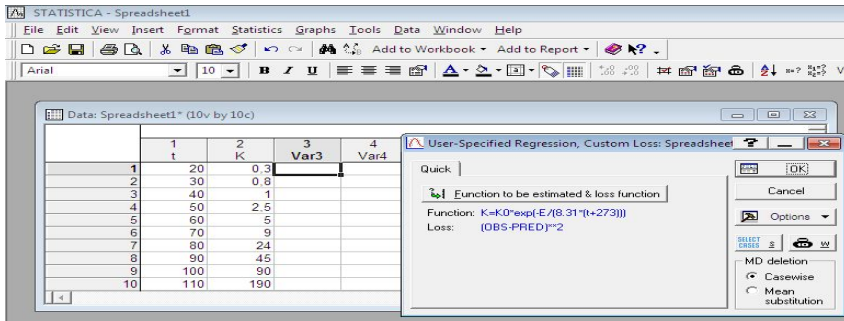 STATISTICA - Spreadsheet1
File Edit View Insert Format Statistics Graphs Tools Data Window Help
Add to Workbook Add to Report
Arial 10 B I U
Data: Spreadsheet1* (10v by 10c)
1 2 3 4
t K Var3 Var4
1 20 0,3
2 30 0,8
3 40 1
4 50 2,5
5 60 5
6 70 9
7 80 24
8 90 45
9 100 90
10 110 190
User-Specified Regression, Custom Loss: Spreadshee
Quick
Function to be estimated & loss function
Function: K=K0*exp(-E/(8.31*(t+273)))
Loss: (OBS-PRED)**2
OK
Cancel
Options
SELECT CASES S W
MD deletion
Casewise
Mean substitution